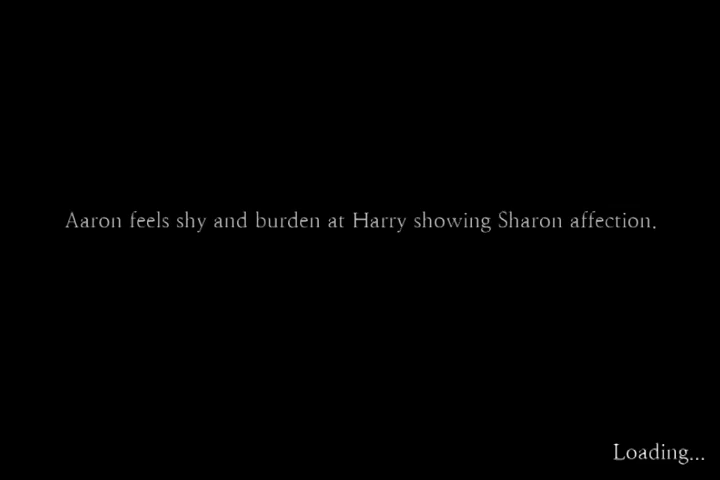 Aaron feels shy and burden at Harry showing Sharon affection.
Loading...